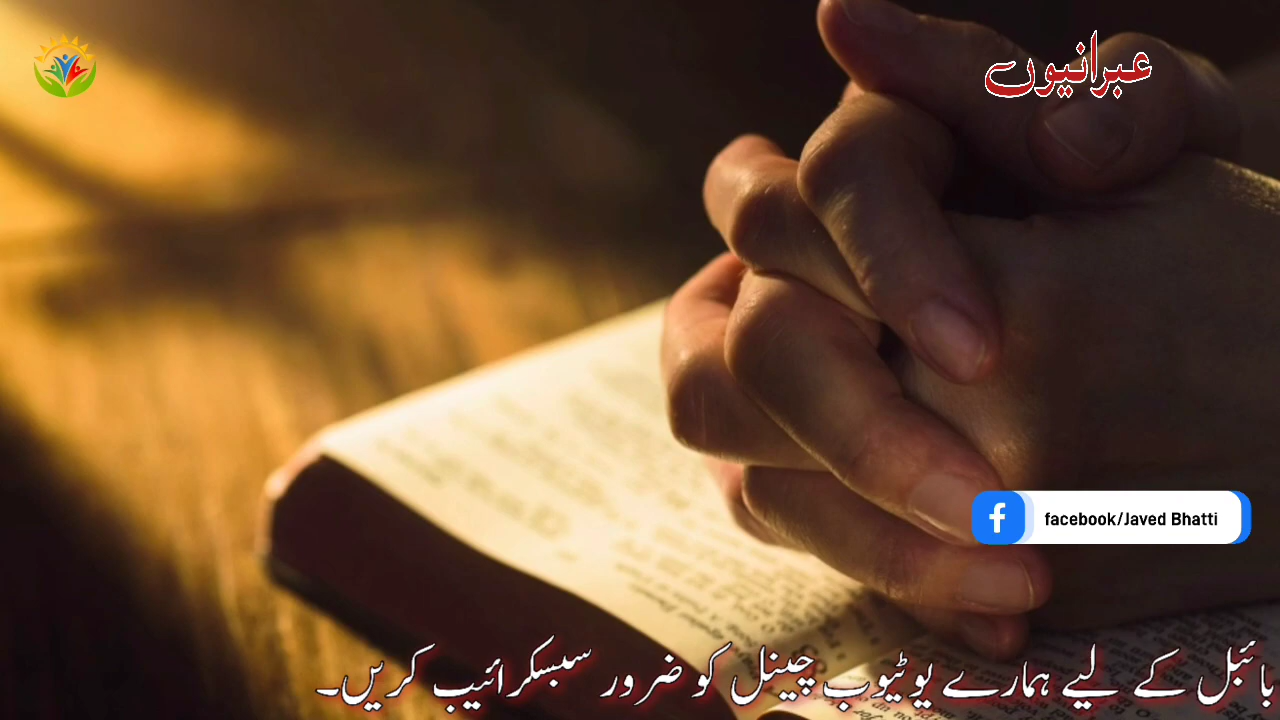 عبرانیوں
facebook/Javed Bhatti
بائبل کے لیے ہمارے یوٹیوب چینل کو ضرور سبسکرائیب کریں۔